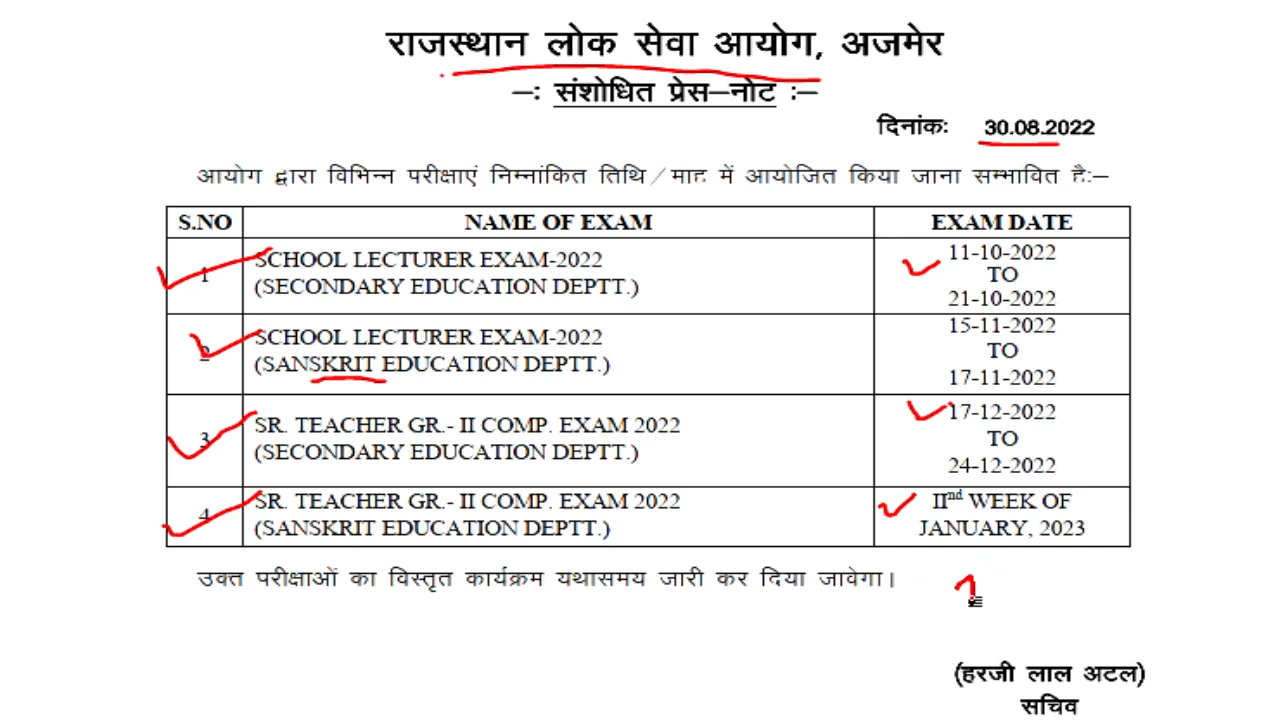 राजस्थान लोक सेवा आयोग, अजमेर
–: संशोधित प्रेस–नोट :–
दिनांकः 30.08.2022
आयोग द्वारा विभिन्न परीक्षाएं निम्नांकित तिथि/माह में आयोजित किया जाना सम्भावित है:–
S.NO NAME OF EXAM EXAM DATE
1 SCHOOL LECTURER EXAM-2022 (SECONDARY EDUCATION DEPTT.) 11-10-2022 TO 21-10-2022
2 SCHOOL LECTURER EXAM-2022 (SANSKRIT EDUCATION DEPTT.) 15-11-2022 TO 17-11-2022
3 SR. TEACHER GR.- II COMP. EXAM 2022 (SECONDARY EDUCATION DEPTT.) 17-12-2022 TO 24-12-2022
4 SR. TEACHER GR.- II COMP. EXAM 2022 (SANSKRIT EDUCATION DEPTT.) IInd WEEK OF JANUARY, 2023
उक्त परीक्षाओं का विस्तृत कार्यक्रम यथासमय जारी कर दिया जावेगा।
(हरजी लाल अटल)
सचिव